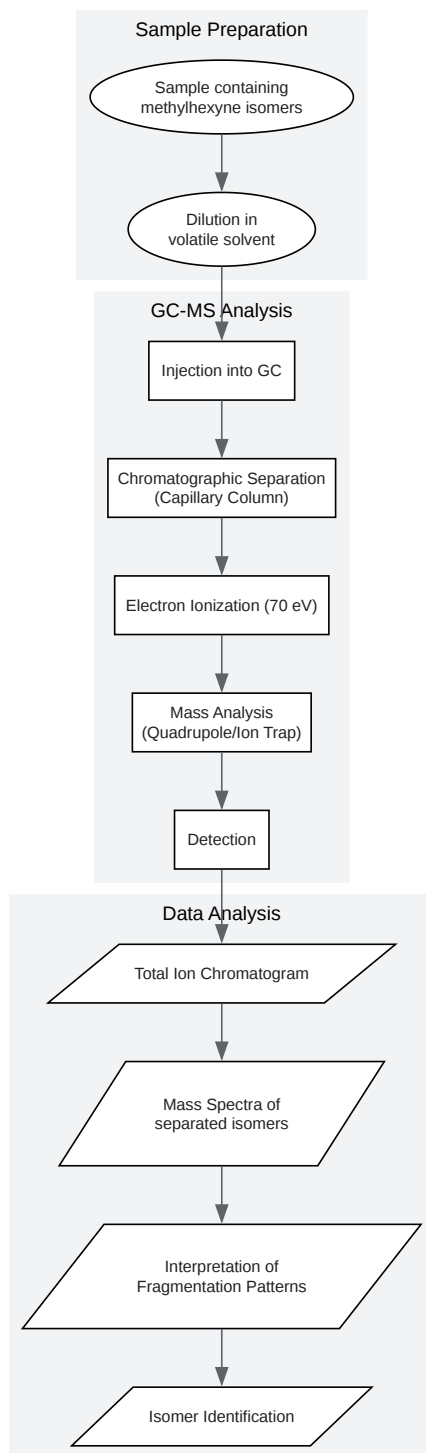 Sample Preparation
Sample containing
methylhexyne isomers
Dilution in
volatile solvent
GC-MS Analysis
Injection into GC
Chromatographic Separation
(Capillary Column)
Electron Ionization (70 eV)
Mass Analysis
(Quadrupole/Ion Trap)
Detection
Data Analysis
Total Ion Chromatogram
Mass Spectra of
separated isomers
Interpretation of
Fragmentation Patterns
Isomer Identification